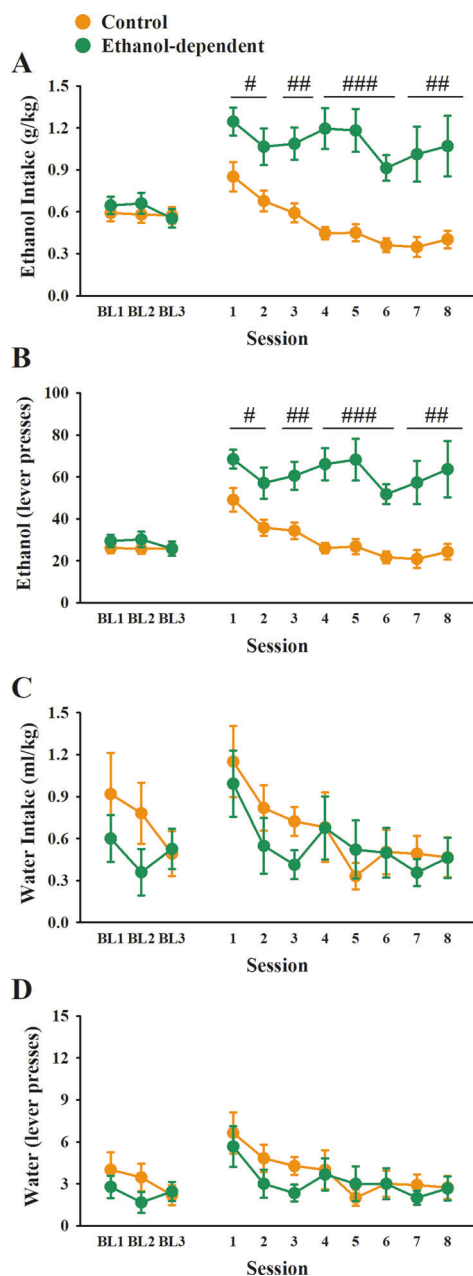 Control
Ethanol-dependent
A
# ## ### ##
Ethanol Intake (g/kg)
1.5
1.2
0.9
0.6
0.3
0.0
BL1 BL2 BL3 1 2 3 4 5 6 7 8
Session
B
# ## ### ##
Ethanol (lever presses)
100
80
60
40
20
0
BL1 BL2 BL3 1 2 3 4 5 6 7 8
Session
C
Water Intake (ml/kg)
1.5
1.2
0.9
0.6
0.3
0.0
BL1 BL2 BL3 1 2 3 4 5 6 7 8
Session
D
Water (lever presses)
15
12
9
6
3
0
BL1 BL2 BL3 1 2 3 4 5 6 7 8
Session